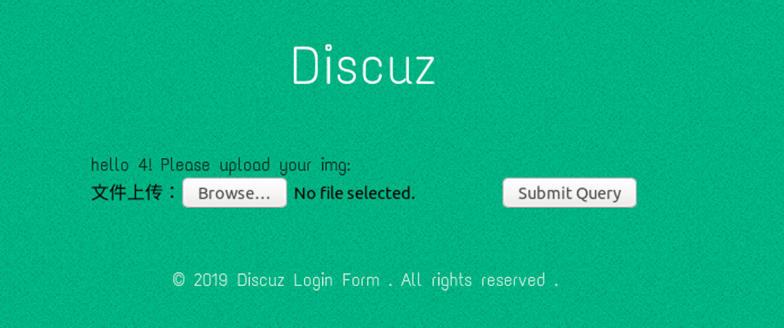 Discuz
hello 4! Please upload your img:
文件上传： Browse... No file selected. Submit Query
© 2019 Discuz Login Form . All rights reserved .